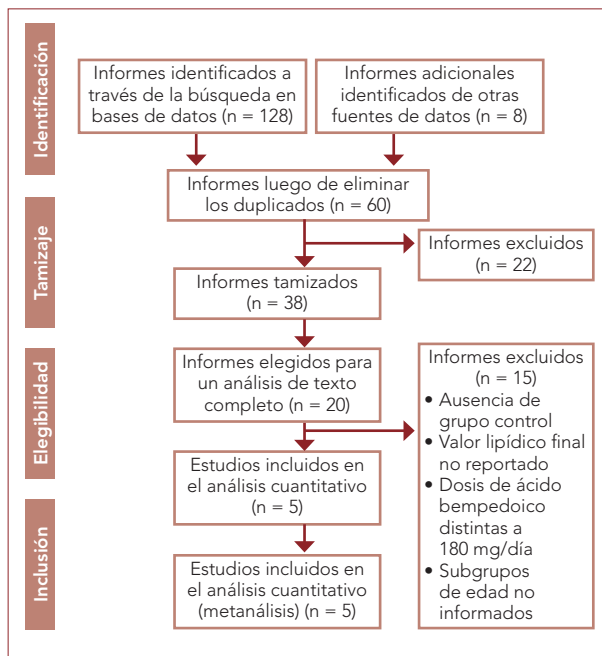 Identificación
Informes identificados a
través de la búsqueda en
bases de datos (n = 128)
Informes adicionales
identificados de otras
fuentes de datos (n = 8)
Informes luego de eliminar
los duplicados (n = 60)
Tamizaje
Informes excluidos
(n = 22)
Informes tamizados
(n = 38)
Elegibilidad
Informes elegidos para
un análisis de texto
completo (n = 20)
Informes excluidos
(n = 15)
• Ausencia de
grupo control
• Valor lipídico final
no reportado
• Dosis de ácido
bempedoico
distintas a
180 mg/día
• Subgrupos
de edad no
informados
Estudios incluidos en
el análisis cuantitativo
(n = 5)
Inclusión
Estudios incluidos en
el análisis cuantitativo
(metanálisis) (n = 5)